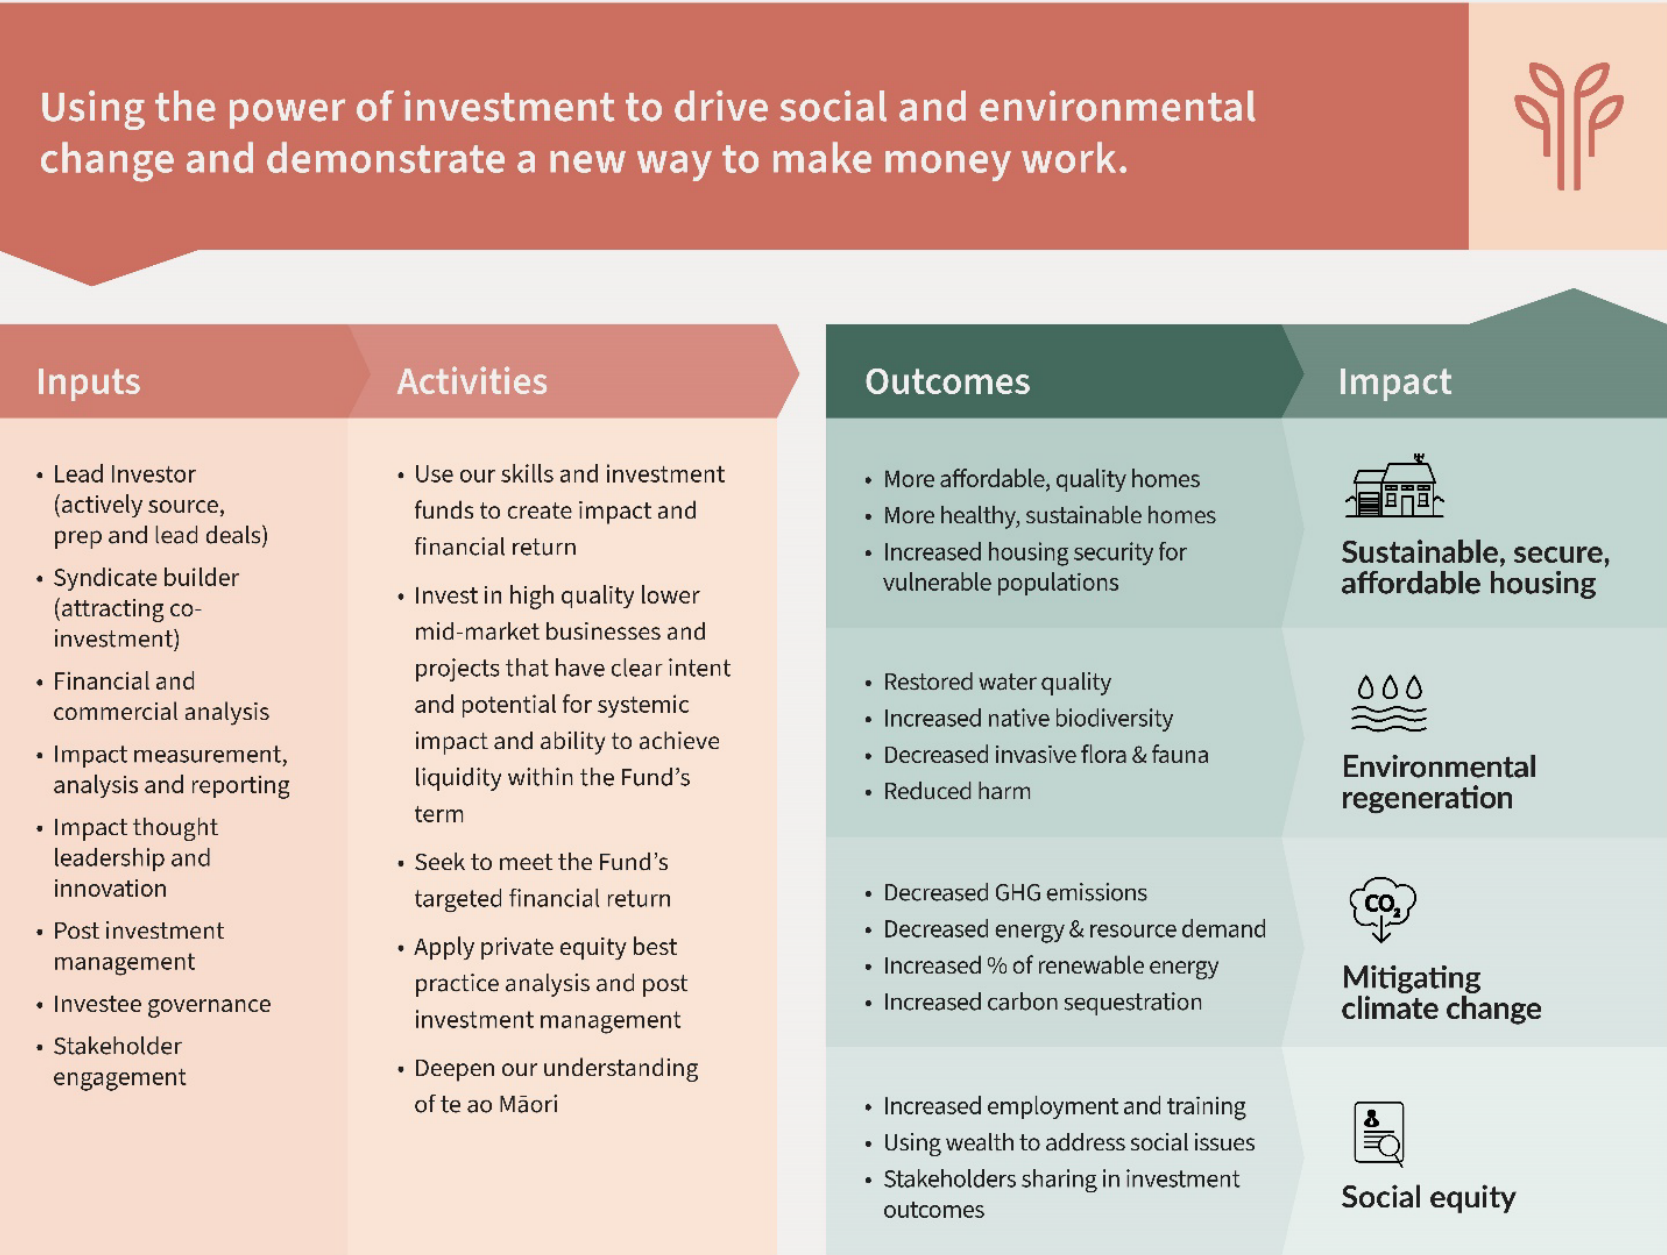 Using the power of investment to drive social and environmental
change and demonstrate a new way to make money work.
Inputs
• Lead Investor
(actively source,
prep and lead deals)
• Syndicate builder
(attracting co-
investment)
• Financial and
commercial analysis
• Impact measurement,
analysis and reporting
• Impact thought
leadership and
innovation
• Post investment
management
• Investee governance
• Stakeholder
engagement
Activities
• Use our skills and investment
funds to create impact and
financial return
• Invest in high quality lower
mid-market businesses and
projects that have clear intent
and potential for systemic
impact and ability to achieve
liquidity within the Fund’s
term
• Seek to meet the Fund’s
targeted financial return
• Apply private equity best
practice analysis and post
investment management
• Deepen our understanding
of te ao Māori
Outcomes
Impact
• More affordable, quality homes
• More healthy, sustainable homes
• Increased housing security for
vulnerable populations
Sustainable, secure,
affordable housing
• Restored water quality
• Increased native biodiversity
• Decreased invasive flora & fauna
• Reduced harm
Environmental
regeneration
• Decreased GHG emissions
• Decreased energy & resource demand
• Increased % of renewable energy
• Increased carbon sequestration
CO₂
Mitigating
climate change
• Increased employment and training
• Using wealth to address social issues
• Stakeholders sharing in investment
outcomes
Social equity